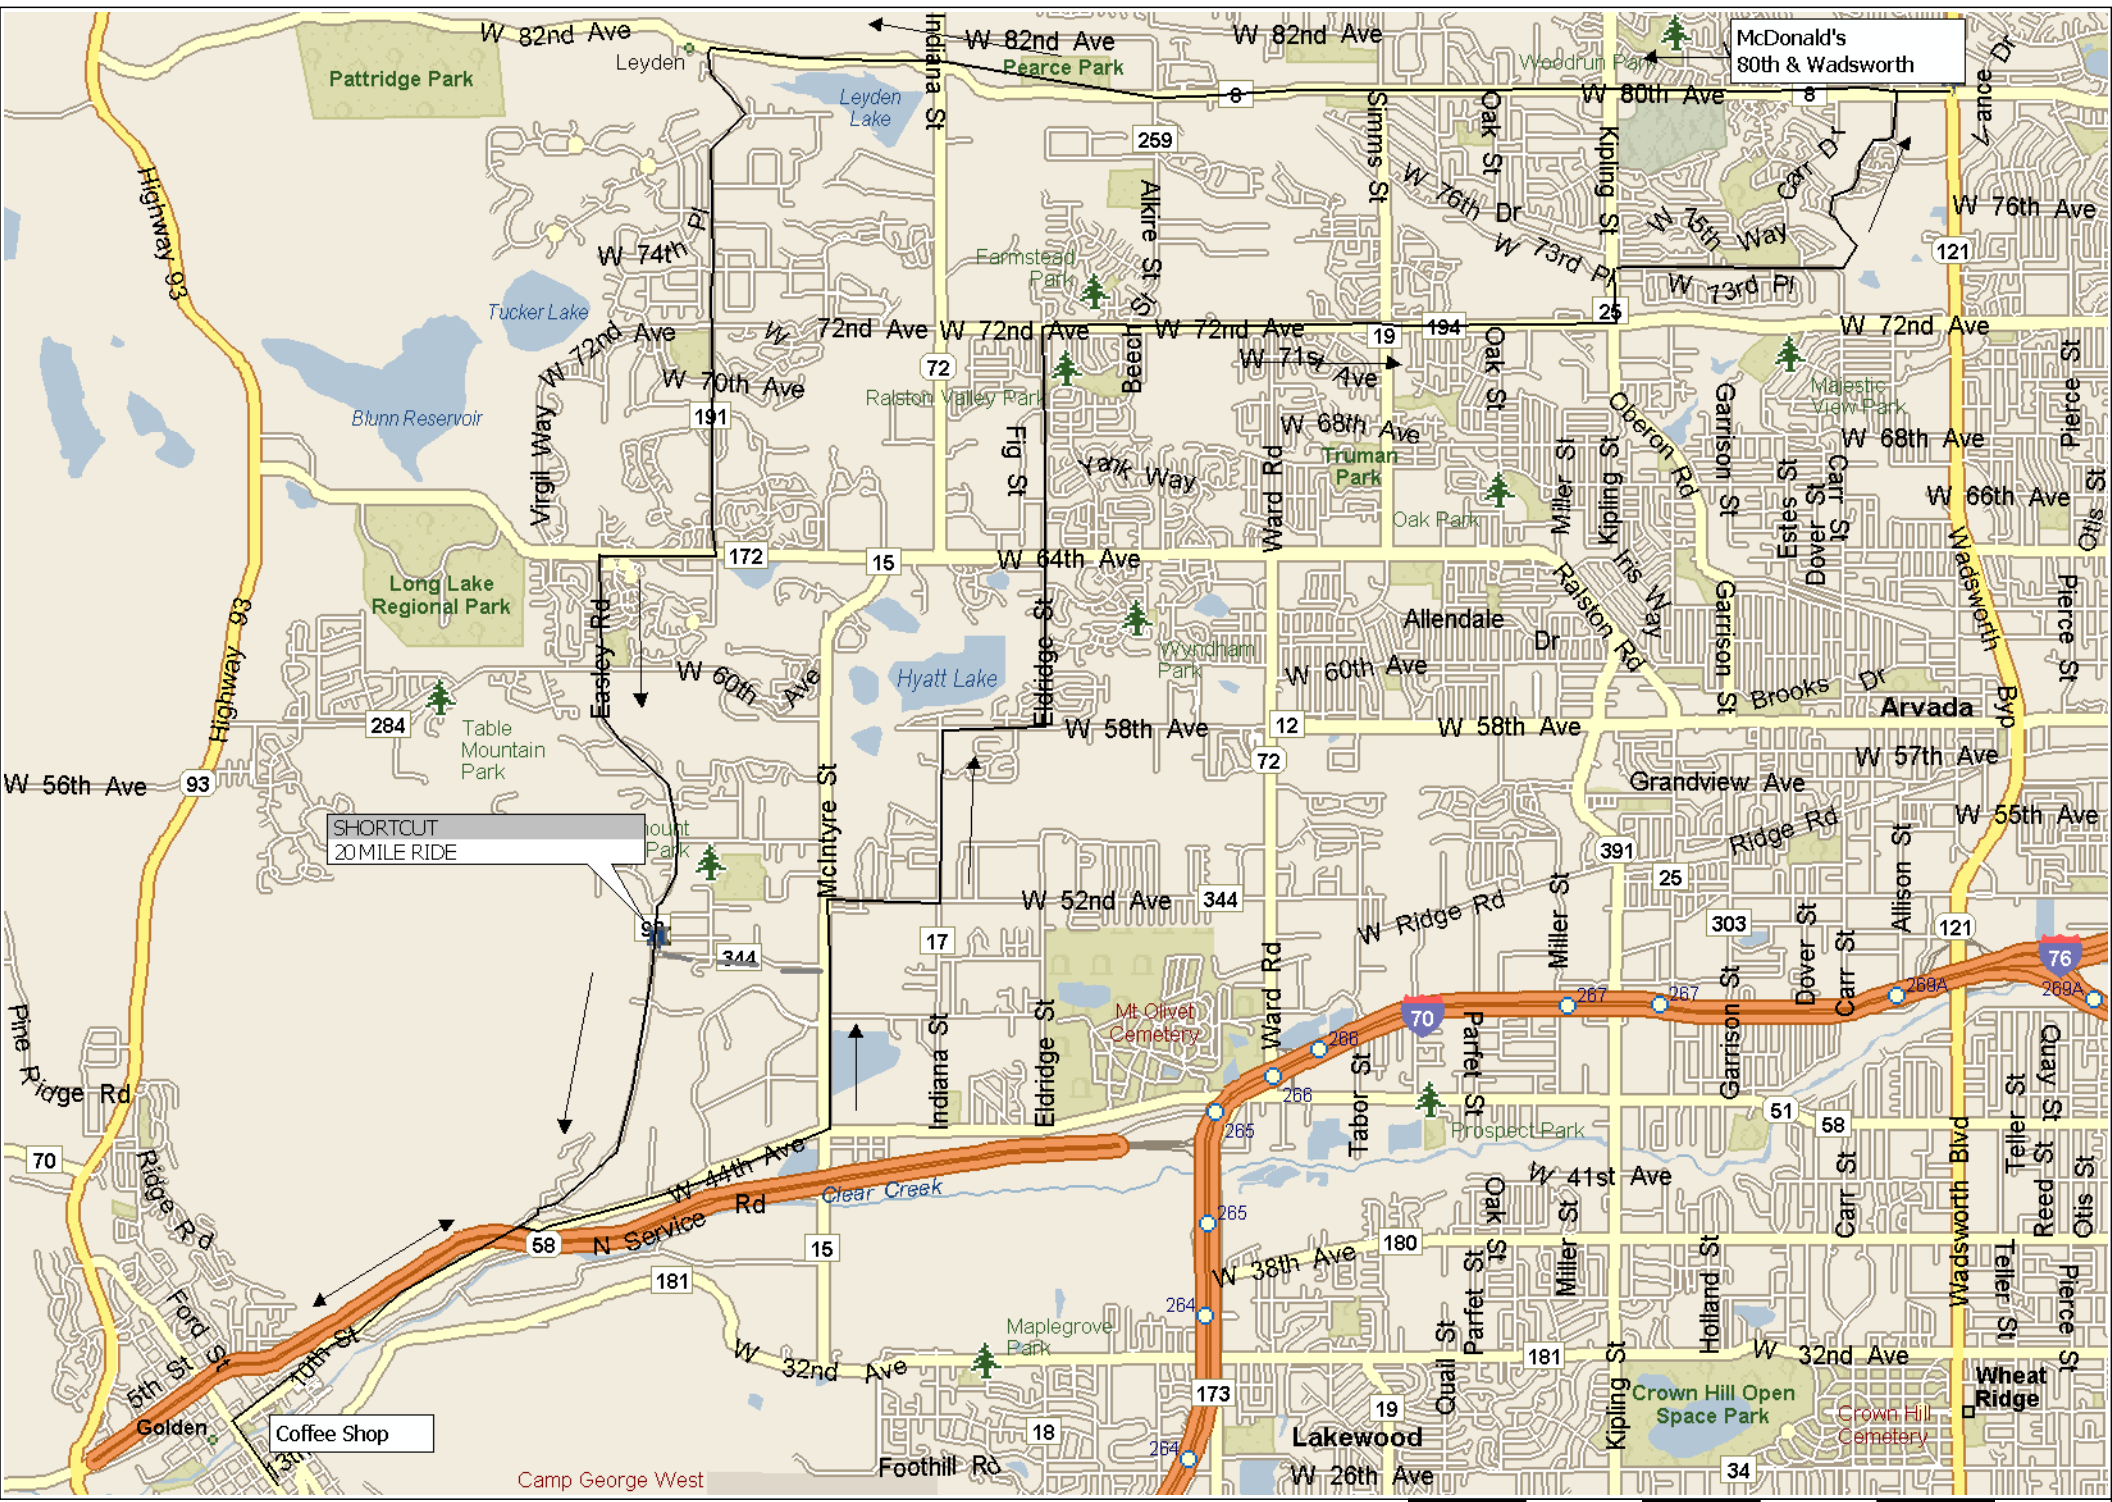 W 82nd Ave
Leyden
Pattridge Park
Indiana St
W 82nd Ave
Pearce Park
W 82nd Ave
Woodrun Park
McDonald's
80th & Wadsworth
Lance Dr
Leyden
Lake
8
W 80th Ave
8
259
Simms St
Oak St
Kipling St
Carr Dr
Highway 93
W 74th Pl
Alkire St
W 76th Dr
W 75th Way
W 76th Ave
Farmstead
Park
W 73rd Pl
W 73rd Pl
121
Tucker Lake
W 72nd Ave
W 72nd Ave
W 72nd Ave
Beech St
W 72nd Ave
19
194
25
W 72nd Ave
72
W 71st Ave
Oak St
Pierce St
W 70th Ave
Ralston Valley Park
Majestic
View Park
191
Blunn Reservoir
Virgil Way
Fig St
Yank Way
W 68th Ave
Truman
Park
Ward Rd
Oberon Rd
Garrison St
W 68th Ave
Miller St
Kipling St
Estes St
Dover St
Carr St
W 66th Ave
Otis St
Oak Park
172
15
W 64th Ave
Wadsworth Byp
Long Lake
Regional Park
Easley Rd
Eldridge St
Allendale Dr
Ralston Rd
Iris Way
Garrison St
Pierce St
Highway 93
W 60th Ave
Hyatt Lake
Wyndham
Park
W 60th Ave
Brooks Dr
Arvada
284
Table
Mountain
Park
W 58th Ave
12
W 58th Ave
W 57th Ave
72
W 56th Ave
93
McIntyre St
Grandview Ave
W 55th Ave
SHORTCUT
20 MILE RIDE
mount
Park
391
Ridge Rd
Allison St
25
W 52nd Ave
344
W Ridge Rd
Miller St
303
Dover St
Carr St
121
17
344
76
269A
269A
Pine Ridge Rd
Indiana St
Eldridge St
Mt Olivet
Cemetery
Ward Rd
266
70
267
267
Garrison St
266
Tabor St
Parfet St
Quay St
Teller St
265
51
58
Prospect Park
70
Ridge Rd
W 44th Ave
Clear Creek
W 41st Ave
Carr St
Wadsworth Blvd
Reed St
Otis St
58
N Service Rd
15
265
W 38th Ave
180
Oak St
Miller St
Holland St
Teller St
Pierce St
181
264
Ford St
10th St
5th St
W 32nd Ave
Maplegrove
Park
Quail St
Parfet St
181
Kipling St
W 32nd Ave
Wheat
Ridge
Golden
Coffee Shop
13th
173
19
Crown Hill Open
Space Park
Crown Hill
Cemetery
18
Lakewood
264
Foothill Rd
Camp George West
W 26th Ave
34